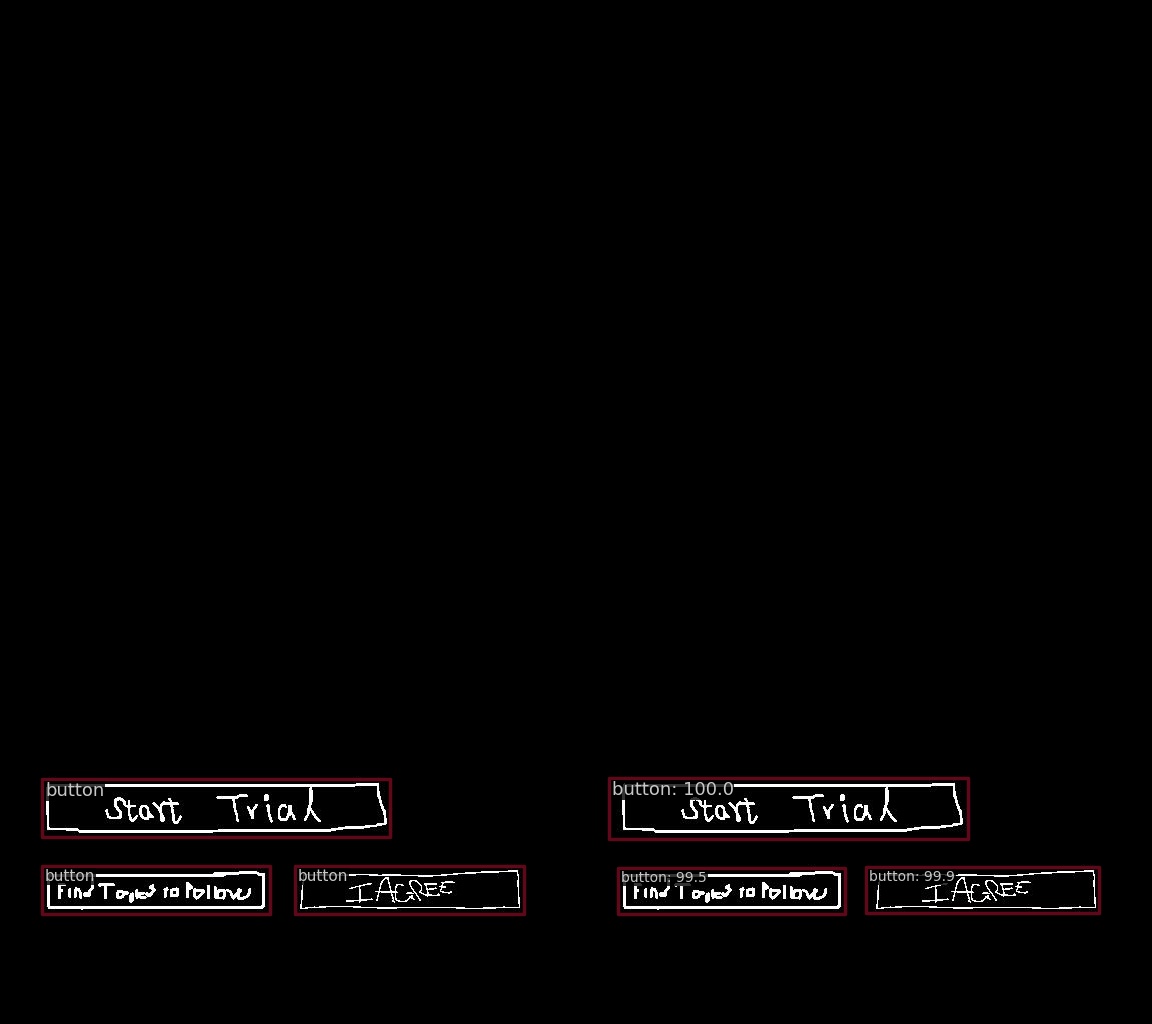 button button: 100.0
Start Trial Start Trial
button button button: 99.5 button: 99.9
Find Topics to Follow I AGREE Find Topics to Follow I AGREE